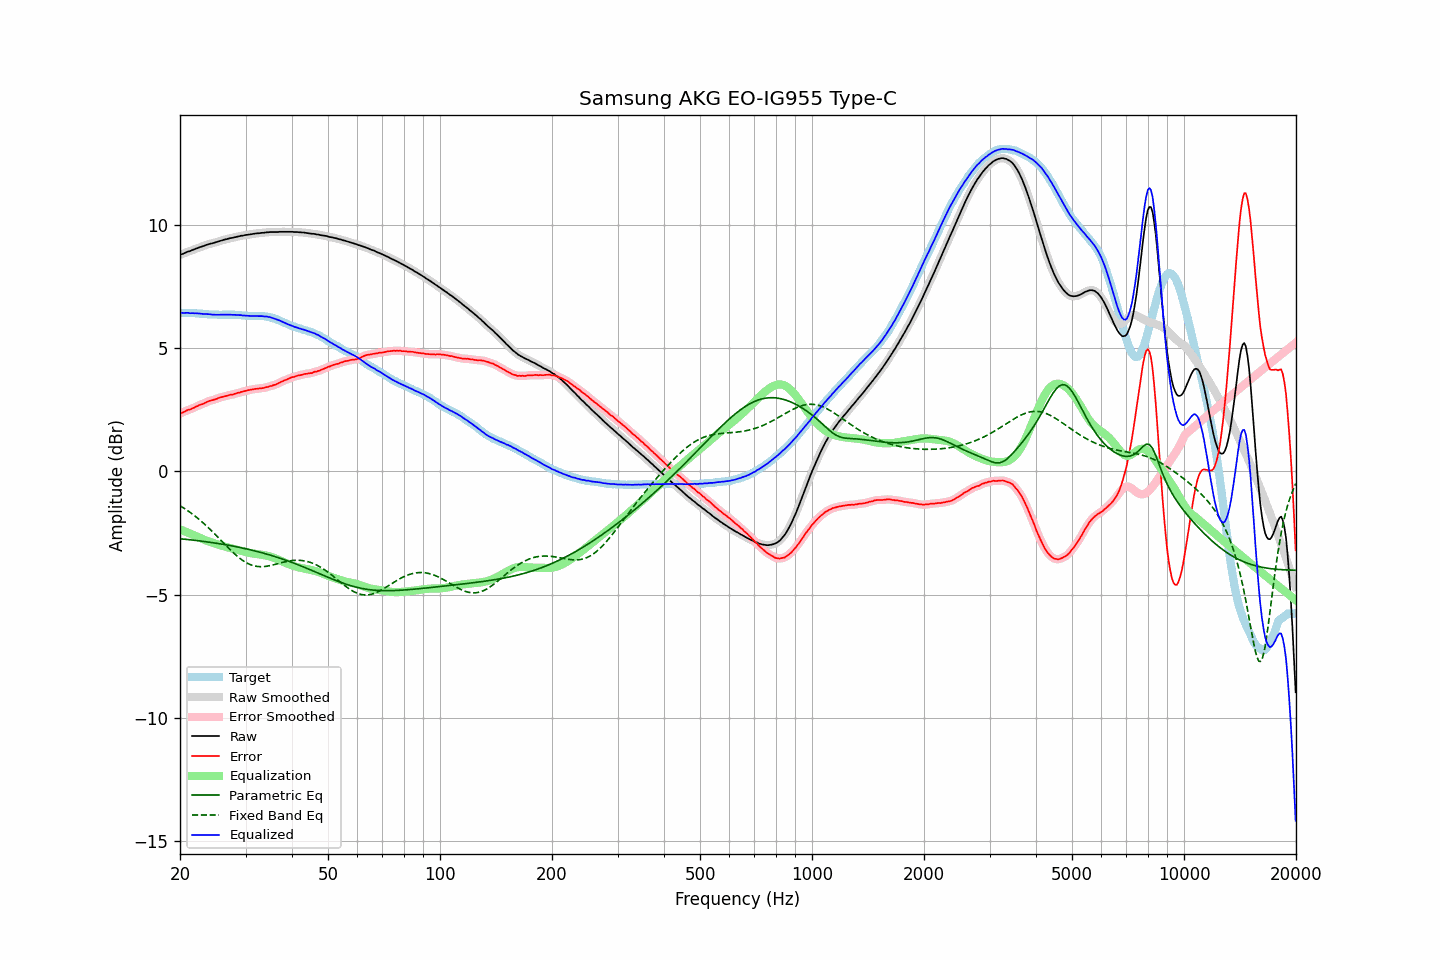 Samsung AKG EO-IG955 Type-C
Amplitude (dBr)
10
5
0
−5
−10
−15
Target
Raw Smoothed
Error Smoothed
Raw
Error
Equalization
Parametric Eq
Fixed Band Eq
Equalized
20 50 100 200 500 1000 2000 5000 10000 20000
Frequency (Hz)